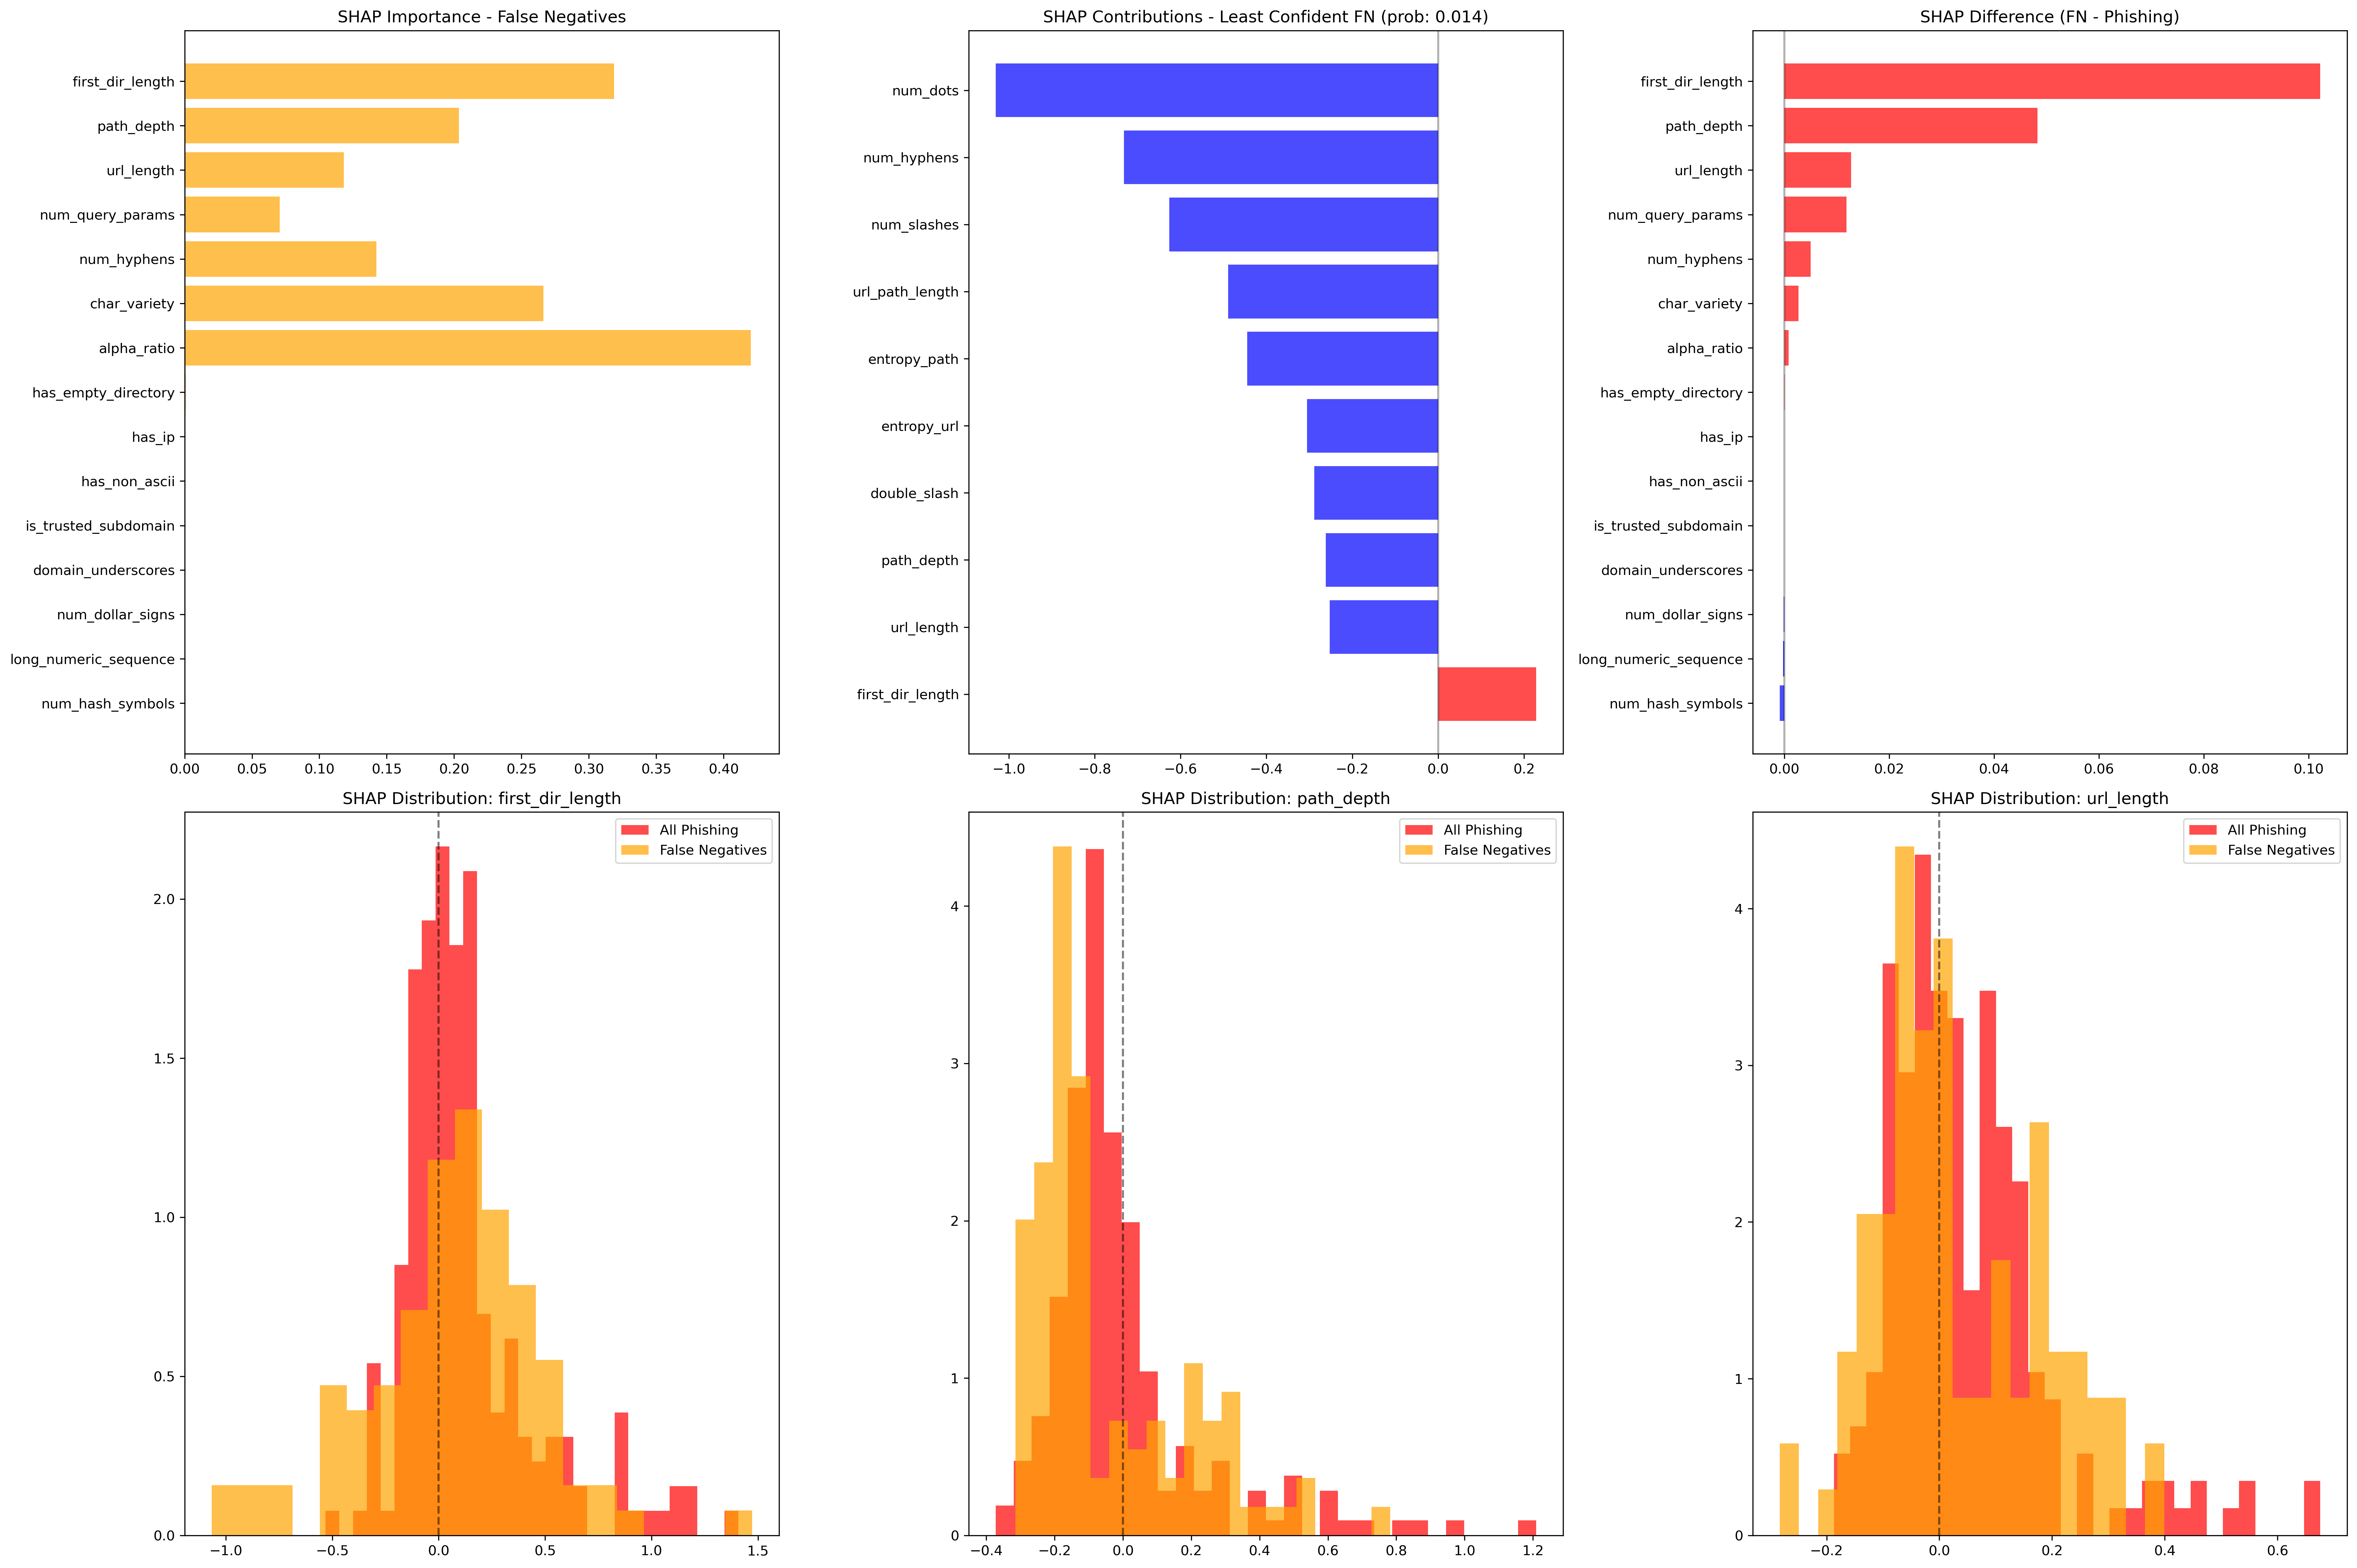 SHAP Importance - False Negatives
first_dir_length
path_depth
url_length
num_query_params
num_hyphens
char_variety
alpha_ratio
has_empty_directory
has_ip
has_non_ascii
is_trusted_subdomain
domain_underscores
num_dollar_signs
long_numeric_sequence
num_hash_symbols
0.00 0.05 0.10 0.15 0.20 0.25 0.30 0.35 0.40
SHAP Contributions - Least Confident FN (prob: 0.014)
num_dots
num_hyphens
num_slashes
url_path_length
entropy_path
entropy_url
double_slash
path_depth
url_length
first_dir_length
−1.0 −0.8 −0.6 −0.4 −0.2 0.0 0.2
SHAP Difference (FN - Phishing)
first_dir_length
path_depth
url_length
num_query_params
num_hyphens
char_variety
alpha_ratio
has_empty_directory
has_ip
has_non_ascii
is_trusted_subdomain
domain_underscores
num_dollar_signs
long_numeric_sequence
num_hash_symbols
0.00 0.02 0.04 0.06 0.08 0.10
SHAP Distribution: first_dir_length
All Phishing
False Negatives
2.0
1.5
1.0
0.5
0.0
−1.0 −0.5 0.0 0.5 1.0 1.5
SHAP Distribution: path_depth
All Phishing
False Negatives
4
3
2
1
0
−0.4 −0.2 0.0 0.2 0.4 0.6 0.8 1.0 1.2
SHAP Distribution: url_length
All Phishing
False Negatives
4
3
2
1
0
−0.2 0.0 0.2 0.4 0.6